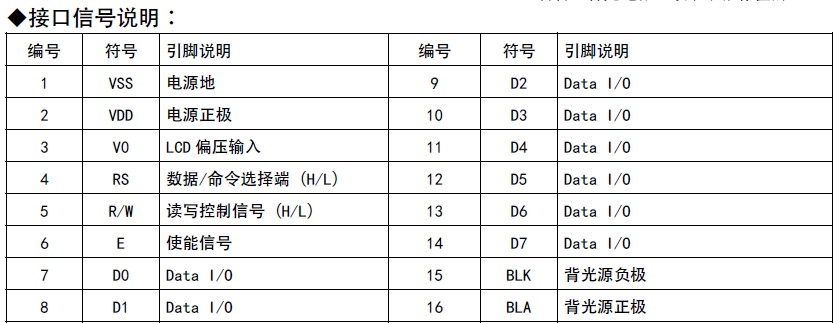 ◆接口信号说明：
编号 符号 引脚说明 编号 符号 引脚说明
1 VSS 电源地 9 D2 Data I/O
2 VDD 电源正极 10 D3 Data I/O
3 VO LCD 偏压输入 11 D4 Data I/O
4 RS 数据/命令选择端 (H/L) 12 D5 Data I/O
5 R/W 读写控制信号 (H/L) 13 D6 Data I/O
6 E 使能信号 14 D7 Data I/O
7 D0 Data I/O 15 BLK 背光源负极
8 D1 Data I/O 16 BLA 背光源正极